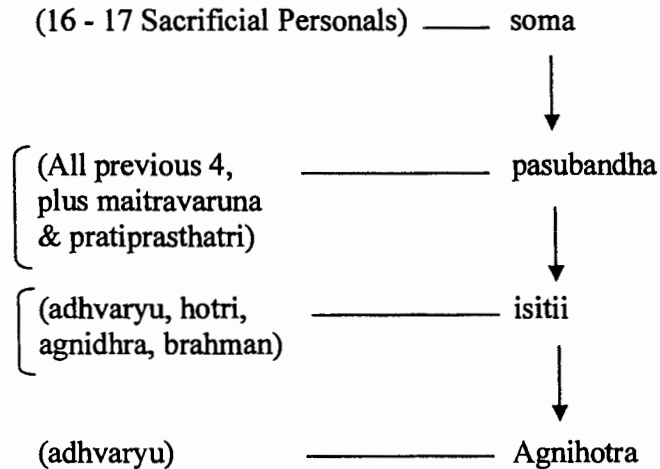 (16 - 17 Sacrificial Personals) soma
(All previous 4, pasubandha
plus maitravaruna
& pratiprasthatri)
(adhvaryu, hotri, isitii
agnidhra, brahman)
(adhvaryu) Agnihotra